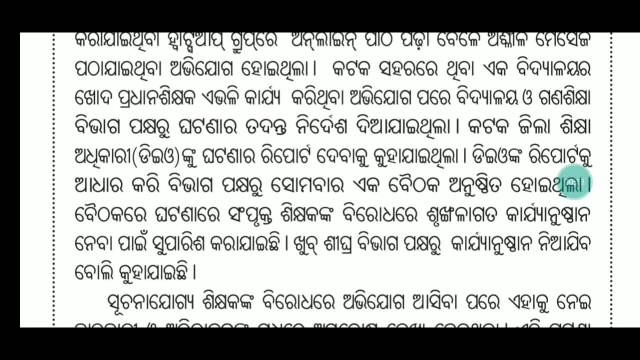 କରାଯାଇଥିବା ହ୍ଵାଟ୍ସଆପ୍ ଗ୍ରୁପ୍‌ରେ ଅନ୍‌ଲାଇନ୍ ପାଠ ପଢ଼ା ବେଳେ ଅଶ୍ଳୀଳ ମେସେଜ
ପଠାଯାଇଥିବା ଅଭିଯୋଗ ହୋଇଥିଲା। କଟକ ସହରରେ ଥିବା ଏକ ବିଦ୍ୟାଳୟର
ଖୋଦ ପ୍ରଧାନଶିକ୍ଷକ ଏଭଳି କାର୍ଯ୍ୟ କରିଥିବା ଅଭିଯୋଗ ପରେ ବିଦ୍ୟାଳୟ ଓ ଗଣଶିକ୍ଷା
ବିଭାଗ ପକ୍ଷରୁ ଘଟଣାର ତଦନ୍ତ ନିର୍ଦେଶ ଦିଆଯାଇଥିଲା। କଟକ ଜିଲା ଶିକ୍ଷା
ଅଧିକାରୀ(ଡିଇଓ)ଙ୍କୁ ଘଟଣାର ରିପୋର୍ଟ ଦେବାକୁ କୁହାଯାଇଥିଲା। ଡିଇଓଙ୍କ ରିପୋର୍ଟକୁ
ଆଧାର କରି ବିଭାଗ ପକ୍ଷରୁ ସୋମବାର ଏକ ବୈଠକ ଅନୁଷ୍ଠିତ ହୋଇଥିଲା।
ବୈଠକରେ ଘଟଣାରେ ସଂପୃକ୍ତ ଶିକ୍ଷକଙ୍କ ବିରୋଧରେ ଶୃଙ୍ଖଳାଗତ କାର୍ଯ୍ୟାନୁଷ୍ଠାନ
ନେବା ପାଇଁ ସୁପାରିଶ କରାଯାଇଛି। ଖୁବ୍ ଶୀଘ୍ର ବିଭାଗ ପକ୍ଷରୁ କାର୍ଯ୍ୟାନୁଷ୍ଠାନ ନିଆଯିବ
ବୋଲି କୁହାଯାଇଛି।
ସୂଚନାଯୋଗ୍ୟ ଶିକ୍ଷକଙ୍କ ବିରୋଧରେ ଅଭିଯୋଗ ଆସିବା ପରେ ଏହାକୁ ନେଇ